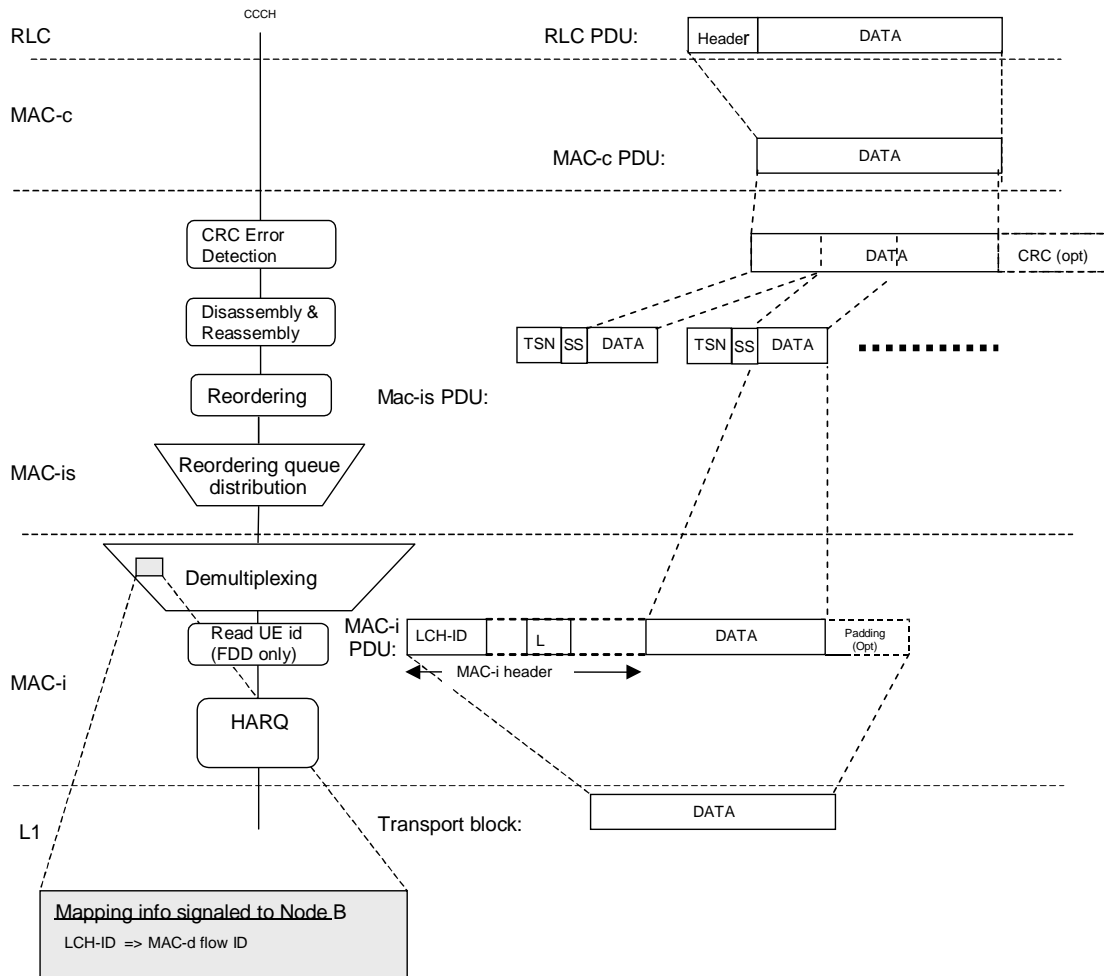 CCCH
RLC
RLC PDU:
Header
DATA
MAC-c
MAC-c PDU:
DATA
CRC Error
Detection
DATA
CRC (opt)
Disassembly &
Reassembly
TSN
SS
DATA
TSN
SS
DATA
Reordering
Mac-is PDU:
MAC-is
Reordering queue
distribution
Demultiplexing
Read UE id
(FDD only)
MAC-i
PDU:
LCH-ID
L
DATA
Padding
(Opt)
MAC-i header
MAC-i
HARQ
L1
Transport block:
DATA
Mapping info signaled to Node B
LCH-ID => MAC-d flow ID